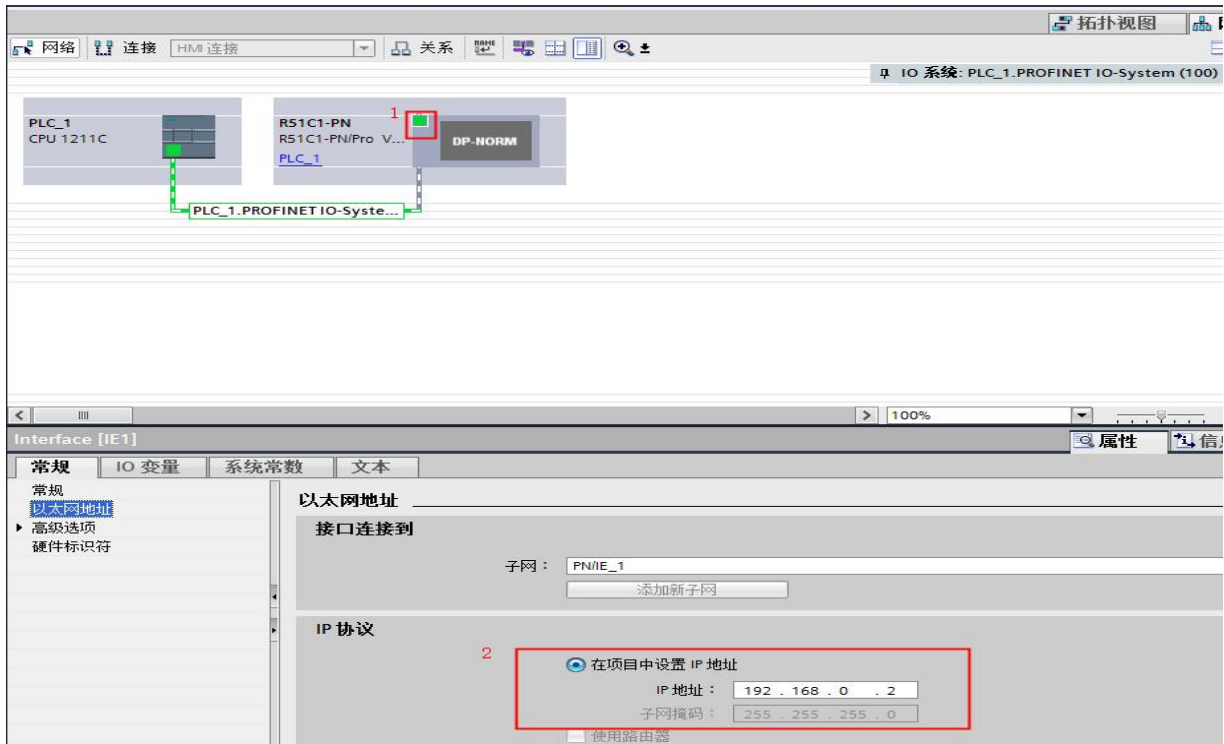 拓扑视图
网络 连接 HMI 连接 关系
IO 系统: PLC_1.PROFINET IO-System (100)
PLC_1
CPU 1211C
R51C1-PN
R51C1-PN/Pro V...
PLC_1
1
DP-NORM
PLC_1.PROFINET IO-Syste...
100%
Interface [IE1]
属性 信息
常规 IO 变量 系统常数 文本
常规
以太网地址
高级选项
硬件标识符
以太网地址
接口连接到
子网： PN/IE_1
添加新子网
IP 协议
2
在项目中设置 IP 地址
IP 地址： 192 . 168 . 0 . 2
子网掩码： 255 . 255 . 255 . 0
使用路由器